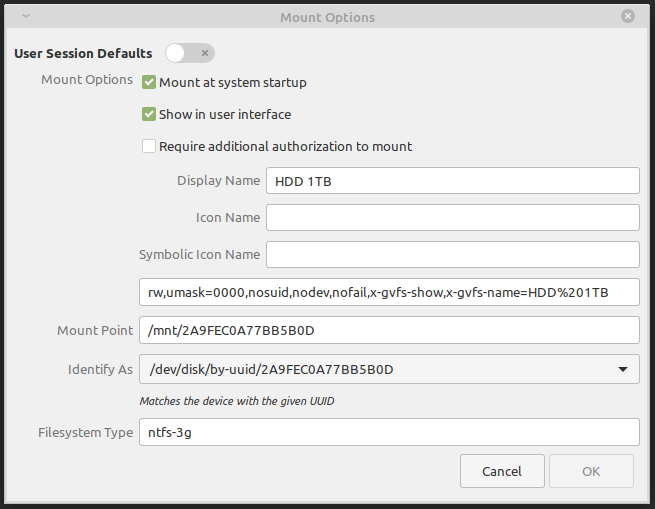 Mount Options
User Session Defaults
Mount Options
Mount at system startup
Show in user interface
Require additional authorization to mount
Display Name HDD 1TB
Icon Name
Symbolic Icon Name
rw,umask=0000,nosuid,nodev,nofail,x-gvfs-show,x-gvfs-name=HDD%201TB
Mount Point /mnt/2A9FEC0A77BB5B0D
Identify As /dev/disk/by-uuid/2A9FEC0A77BB5B0D
Matches the device with the given UUID
Filesystem Type ntfs-3g
Cancel OK